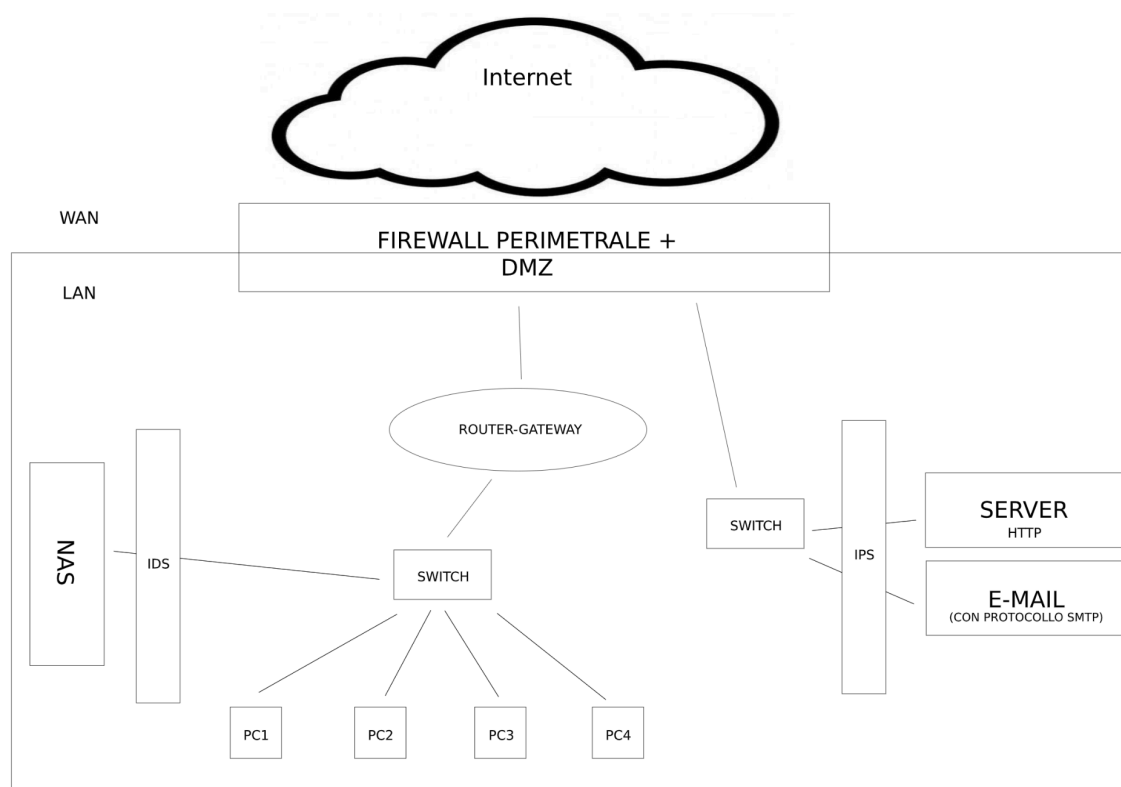 Internet
WAN
FIREWALL PERIMETRALE +
DMZ
LAN
ROUTER-GATEWAY
NAS
IDS
SWITCH
SWITCH
IPS
SERVER
HTTP
E-MAIL
(CON PROTOCOLLO SMTP)
PC1
PC2
PC3
PC4